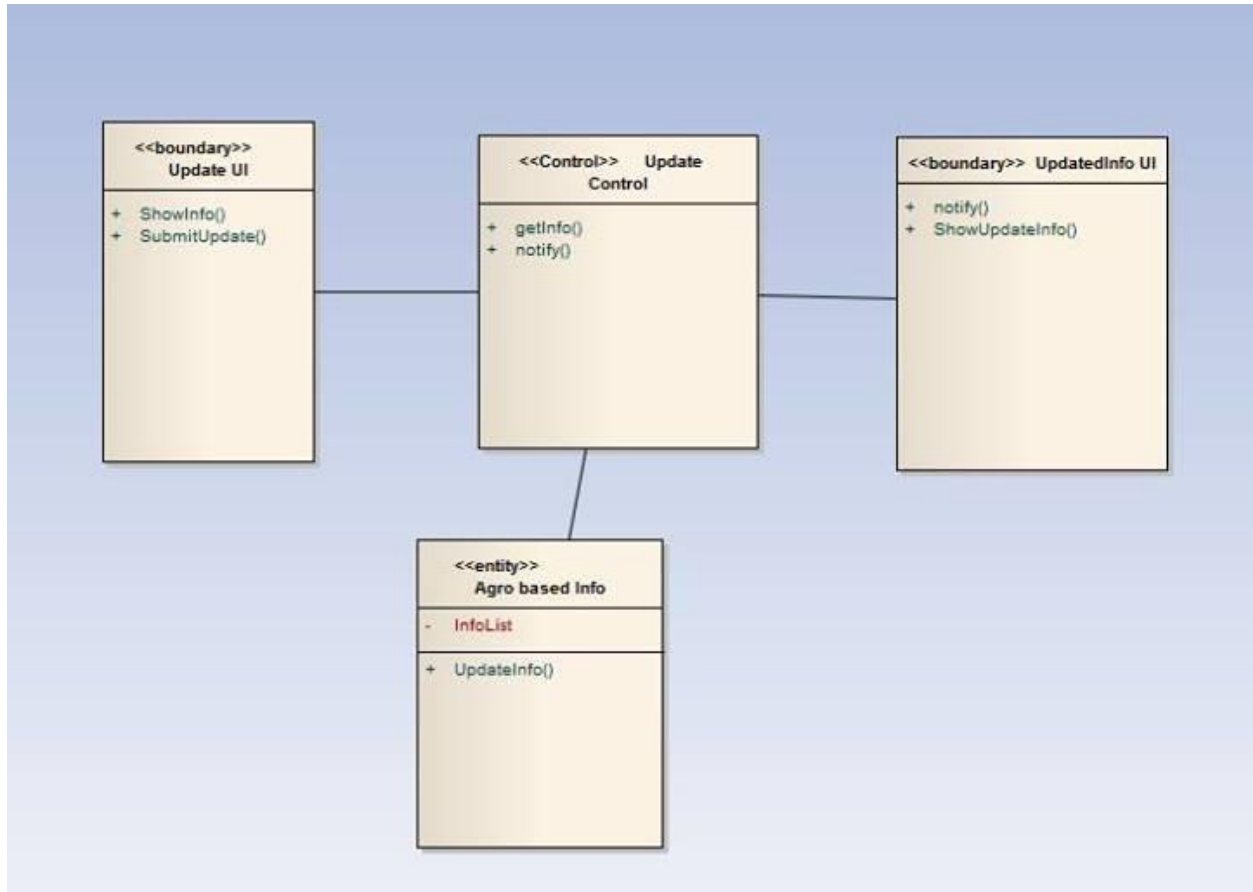 <<boundary>>
Update UI
+ ShowInfo()
+ SubmitUpdate()
<<Control>> Update
Control
+ getInfo()
+ notify()
<<boundary>> UpdatedInfo UI
+ notify()
+ ShowUpdateInfo()
<<entity>>
Agro based Info
- InfoList
+ UpdateInfo()